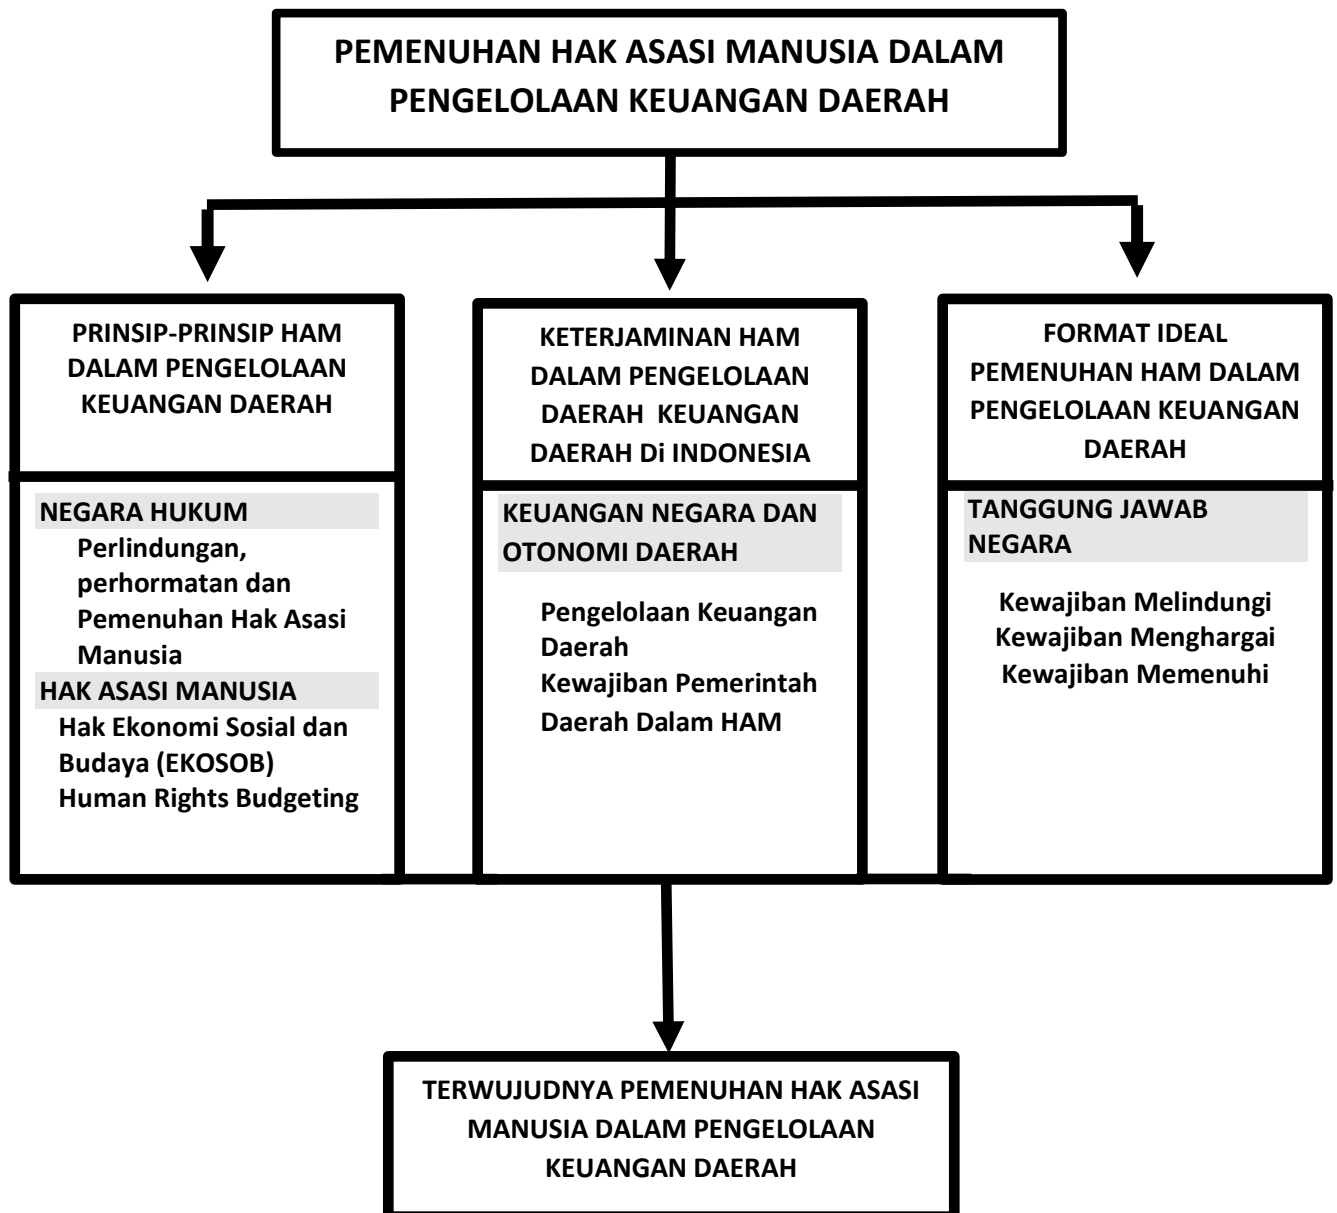 PEMENUHAN HAK ASASI MANUSIA DALAM
PENGELOLAAN KEUANGAN DAERAH
PRINSIP-PRINSIP HAM
DALAM PENGELOLAAN
KEUANGAN DAERAH
NEGARA HUKUM
Perlindungan,
perhormatan dan
Pemenuhan Hak Asasi
Manusia
HAK ASASI MANUSIA
Hak Ekonomi Sosial dan
Budaya (EKOSOB)
Human Rights Budgeting
KETERJAMINAN HAM
DALAM PENGELOLAAN
DAERAH KEUANGAN
DAERAH Di INDONESIA
KEUANGAN NEGARA DAN
OTONOMI DAERAH
Pengelolaan Keuangan
Daerah
Kewajiban Pemerintah
Daerah Dalam HAM
FORMAT IDEAL
PEMENUHAN HAM DALAM
PENGELOLAAN KEUANGAN
DAERAH
TANGGUNG JAWAB
NEGARA
Kewajiban Melindungi
Kewajiban Menghargai
Kewajiban Memenuhi
TERWUJUDNYA PEMENUHAN HAK ASASI
MANUSIA DALAM PENGELOLAAN
KEUANGAN DAERAH